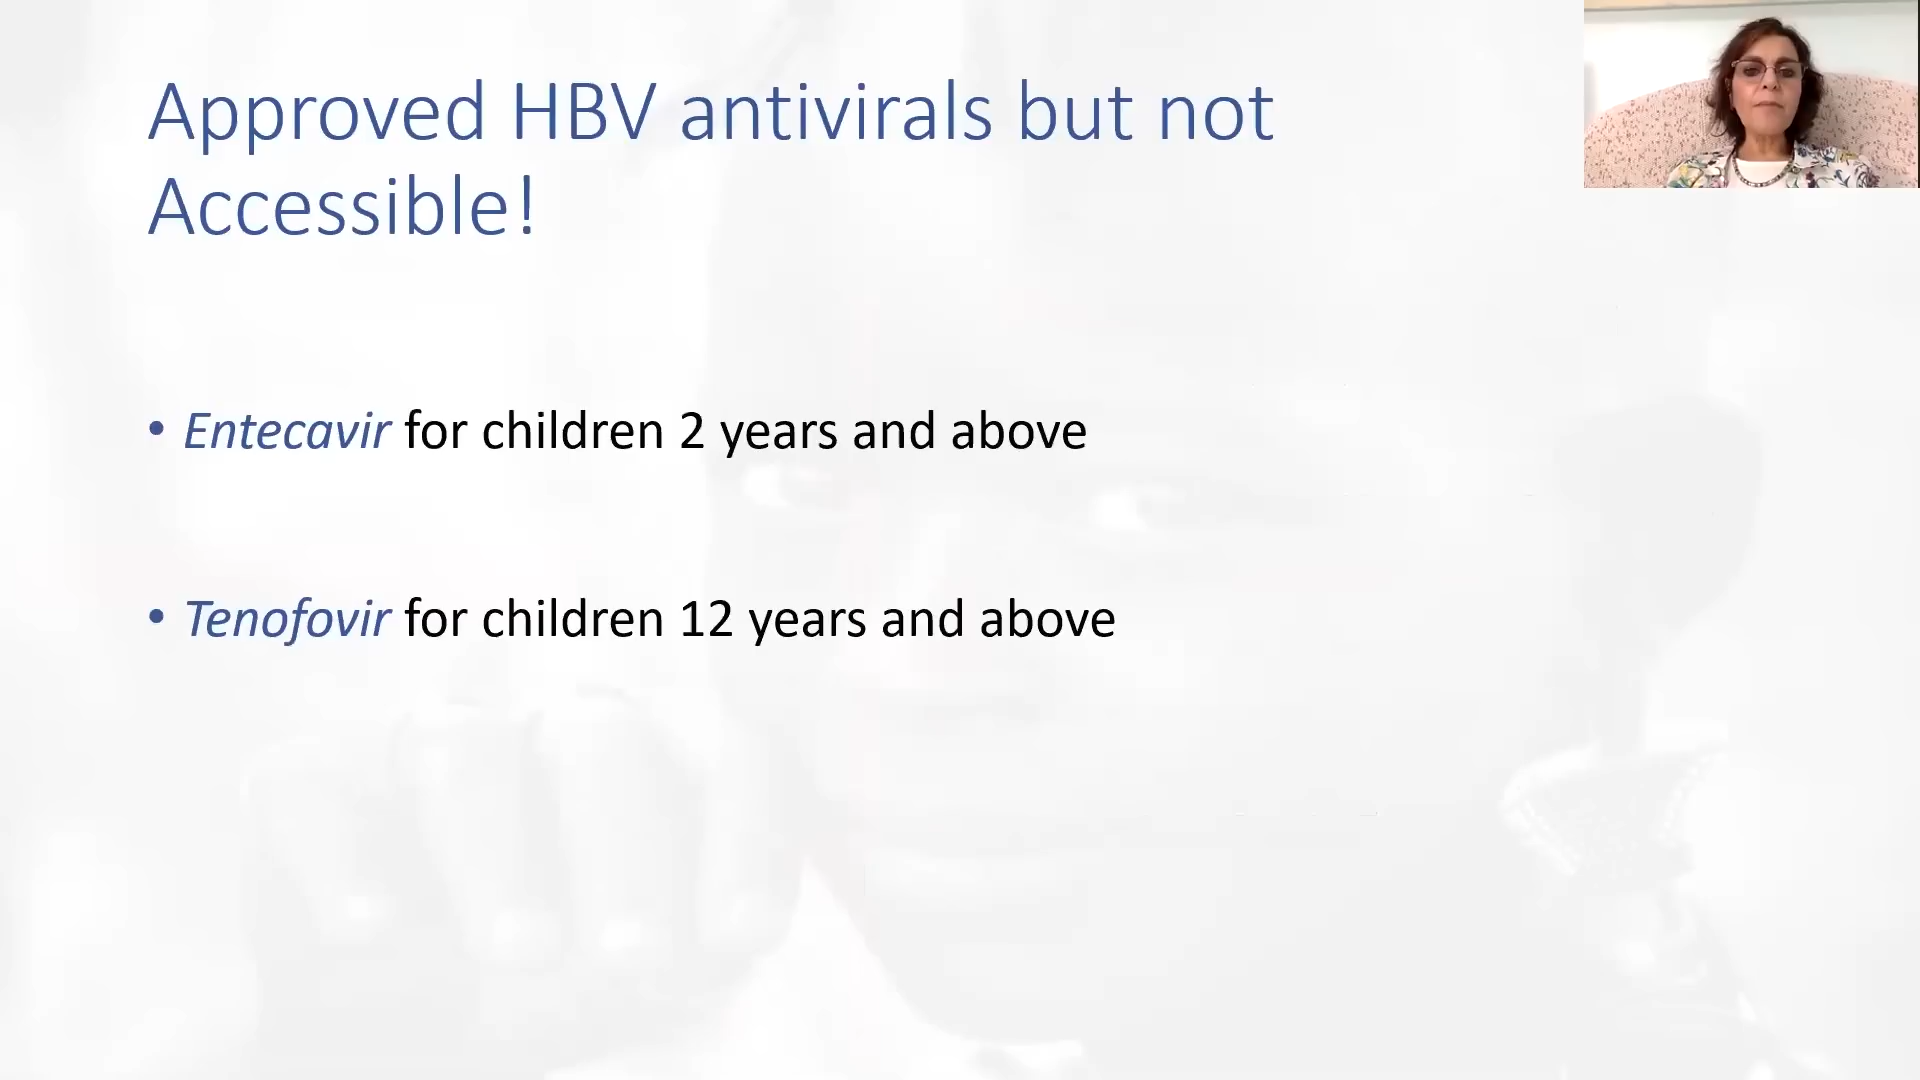 Approved HBV antivirals but not
Accessible!
• Entecavir for children 2 years and above
• Tenofovir for children 12 years and above